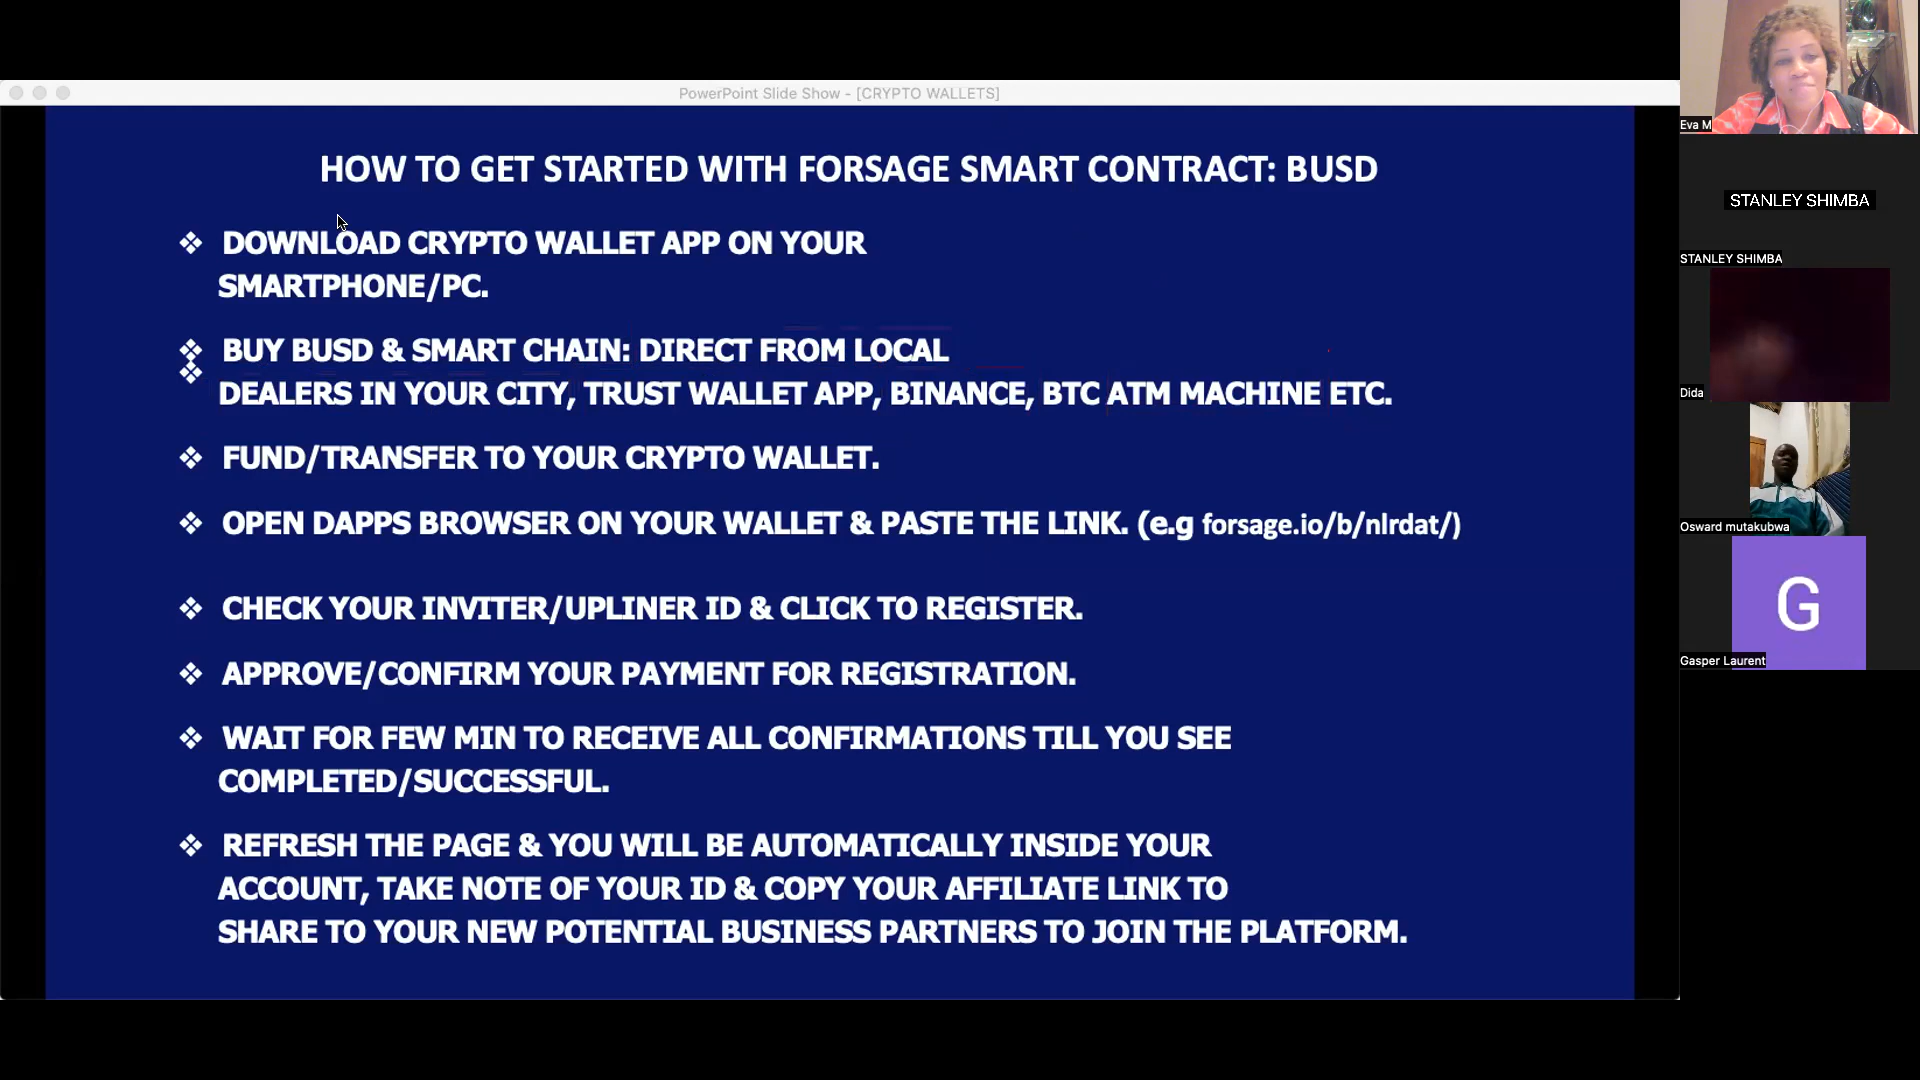 PowerPoint Slide Show - [CRYPTO WALLETS]
HOW TO GET STARTED WITH FORSAGE SMART CONTRACT: BUSD
❖ DOWNLOAD CRYPTO WALLET APP ON YOUR
SMARTPHONE/PC.
❖ BUY BUSD & SMART CHAIN: DIRECT FROM LOCAL
❖ DEALERS IN YOUR CITY, TRUST WALLET APP, BINANCE, BTC ATM MACHINE ETC.
❖ FUND/TRANSFER TO YOUR CRYPTO WALLET.
❖ OPEN DAPPS BROWSER ON YOUR WALLET & PASTE THE LINK. (e.g forsage.io/b/nlrdat/)
❖ CHECK YOUR INVITER/UPLINER ID & CLICK TO REGISTER.
❖ APPROVE/CONFIRM YOUR PAYMENT FOR REGISTRATION.
❖ WAIT FOR FEW MIN TO RECEIVE ALL CONFIRMATIONS TILL YOU SEE
COMPLETED/SUCCESSFUL.
❖ REFRESH THE PAGE & YOU WILL BE AUTOMATICALLY INSIDE YOUR
ACCOUNT, TAKE NOTE OF YOUR ID & COPY YOUR AFFILIATE LINK TO
SHARE TO YOUR NEW POTENTIAL BUSINESS PARTNERS TO JOIN THE PLATFORM.
Eva M
STANLEY SHIMBA
STANLEY SHIMBA
Dida
Osward mutakubwa
G
Gasper Laurent